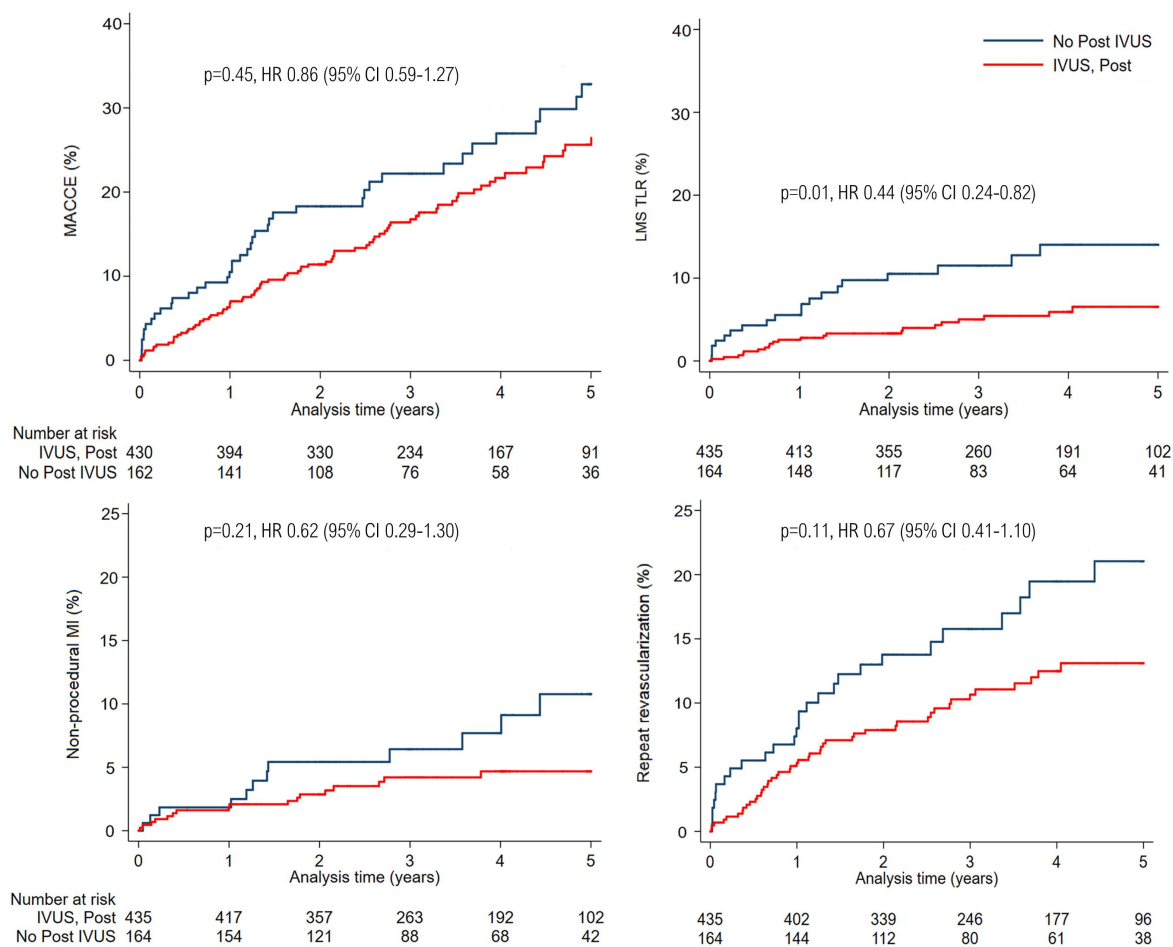 40
30
20
10
0
MACCE (%)
p=0.45, HR 0.86 (95% CI 0.59-1.27)
0 1 2 3 4 5
Analysis time (years)
Number at risk
IVUS, Post 430 394 330 234 167 91
No Post IVUS 162 141 108 76 58 36
40
30
20
10
0
LMS TLR (%)
No Post IVUS
IVUS, Post
p=0.01, HR 0.44 (95% CI 0.24-0.82)
0 1 2 3 4 5
Analysis time (years)
435 413 355 260 191 102
164 148 117 83 64 41
25
20
15
10
5
0
Non-procedural MI (%)
p=0.21, HR 0.62 (95% CI 0.29-1.30)
0 1 2 3 4 5
Analysis time (years)
Number at risk
IVUS, Post 435 417 357 263 192 102
No Post IVUS 164 154 121 88 68 42
25
20
15
10
5
0
Repeat revascularization (%)
p=0.11, HR 0.67 (95% CI 0.41-1.10)
0 1 2 3 4 5
Analysis time (years)
435 402 339 246 177 96
164 144 112 80 61 38